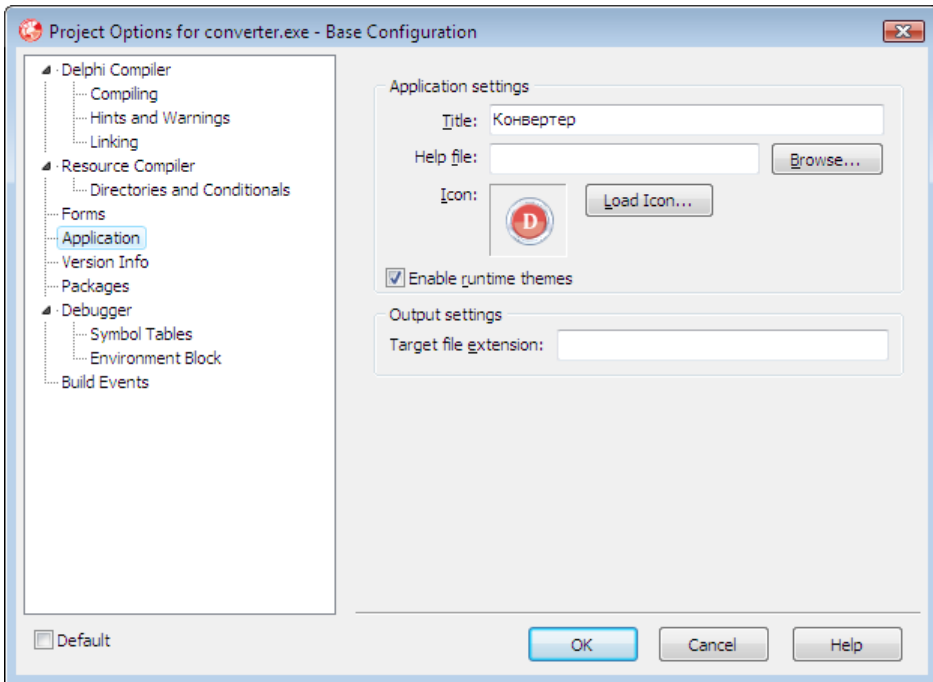 Project Options for converter.exe - Base Configuration
Delphi Compiler
Compiling
Hints and Warnings
Linking
Resource Compiler
Directories and Conditionals
Forms
Application
Version Info
Packages
Debugger
Symbol Tables
Environment Block
Build Events
Default
Application settings
Title: Конвертер
Help file: Browse...
Icon: D Load Icon...
Enable runtime themes
Output settings
Target file extension:
OK Cancel Help